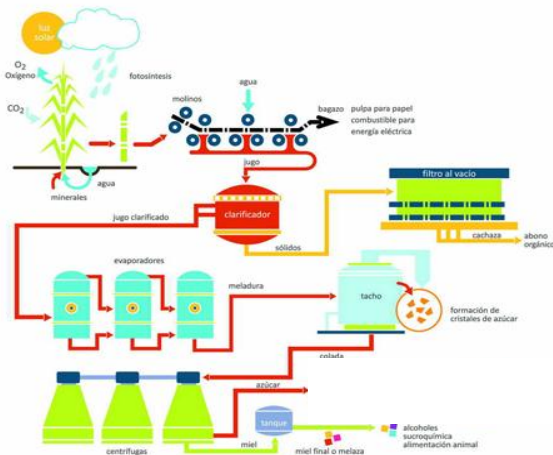 luz
solar
O2
Oxígeno
fotosíntesis
CO2
agua
minerales
molinos
agua
bagazo
pulpa para papel
combustible para
energía eléctrica
jugo
jugo clarificado
clarificador
sólidos
filtro al vacío
cachaza
abono
orgánico
evaporadores
meladura
tacho
formación de
cristales de azúcar
colada
azúcar
centrífugas
miel
tanque
miel final o melaza
alcoholes
sucroquímica
alimentación animal